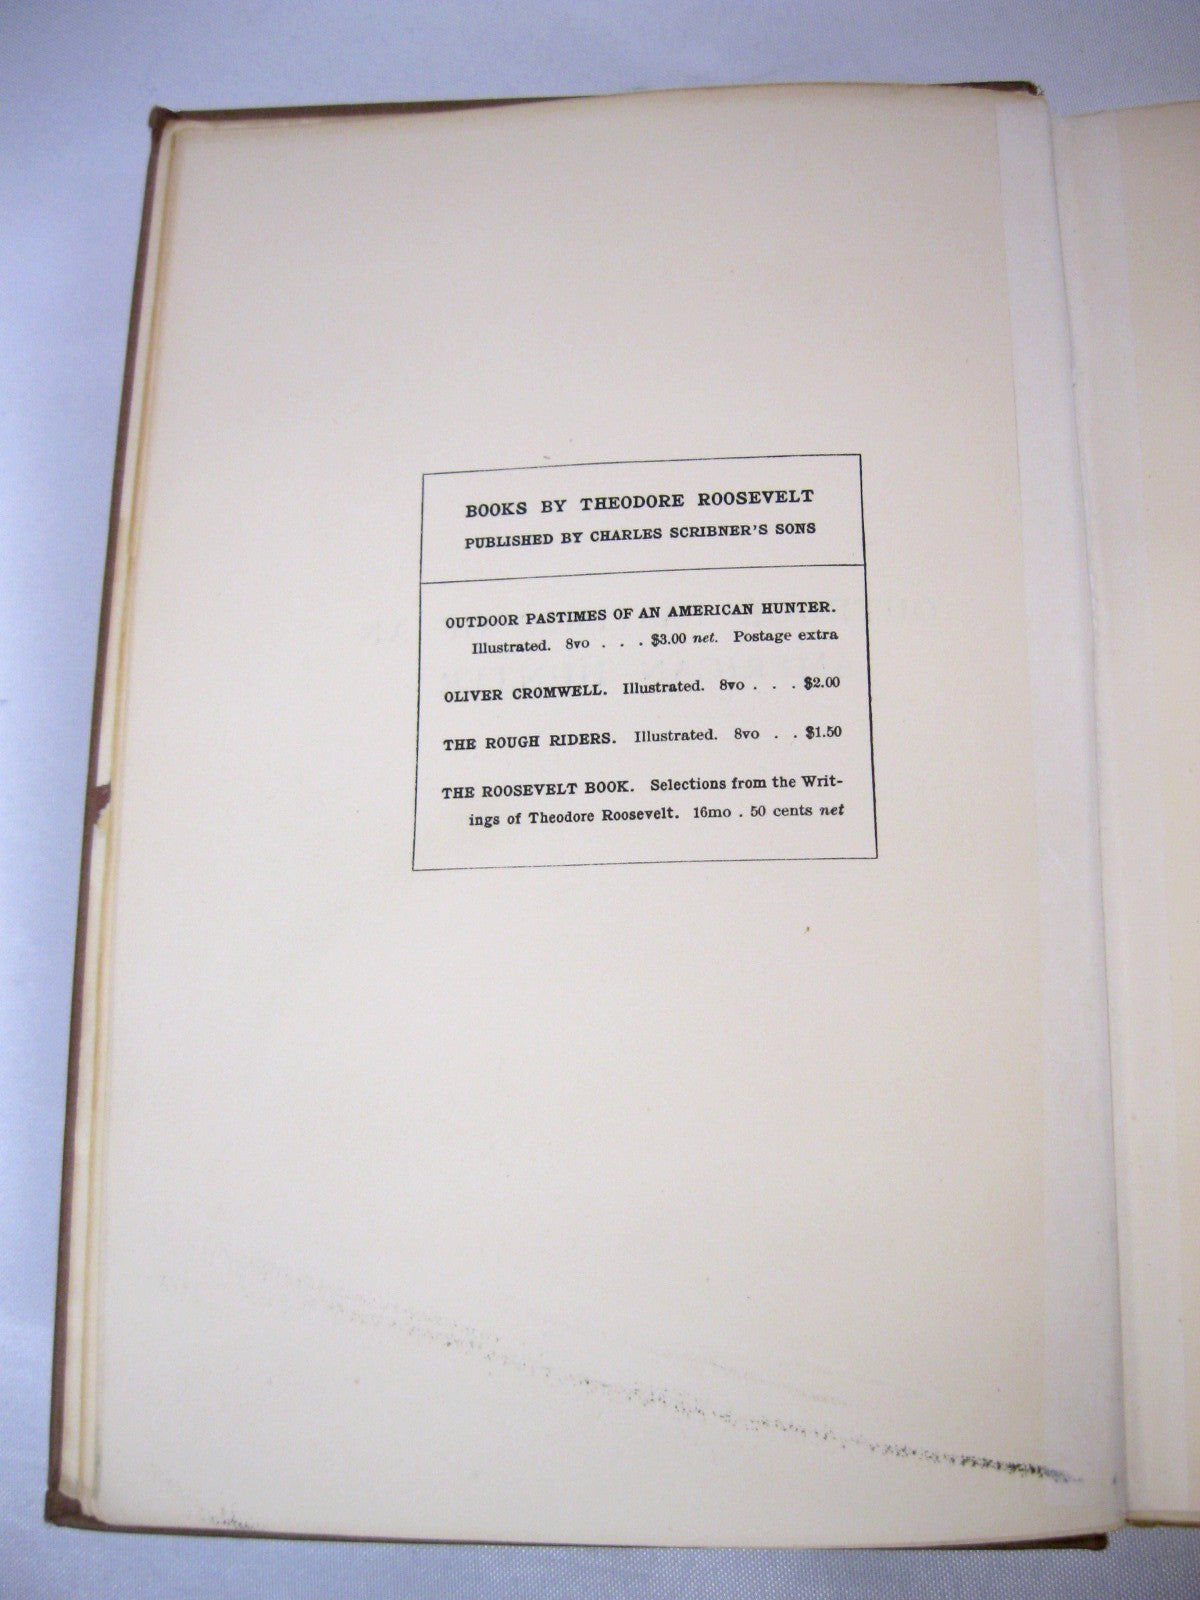 BOOKS BY THEODORE ROOSEVELT
PUBLISHED BY CHARLES SCRIBNER'S SONS
OUTDOOR PASTIMES OF AN AMERICAN HUNTER.
Illustrated. 8vo . . . $3.00 net. Postage extra
OLIVER CROMWELL. Illustrated. 8vo . . . $2.00
THE ROUGH RIDERS. Illustrated. 8vo . . $1.50
THE ROOSEVELT BOOK. Selections from the Writ-
ings of Theodore Roosevelt. 16mo . 50 cents net